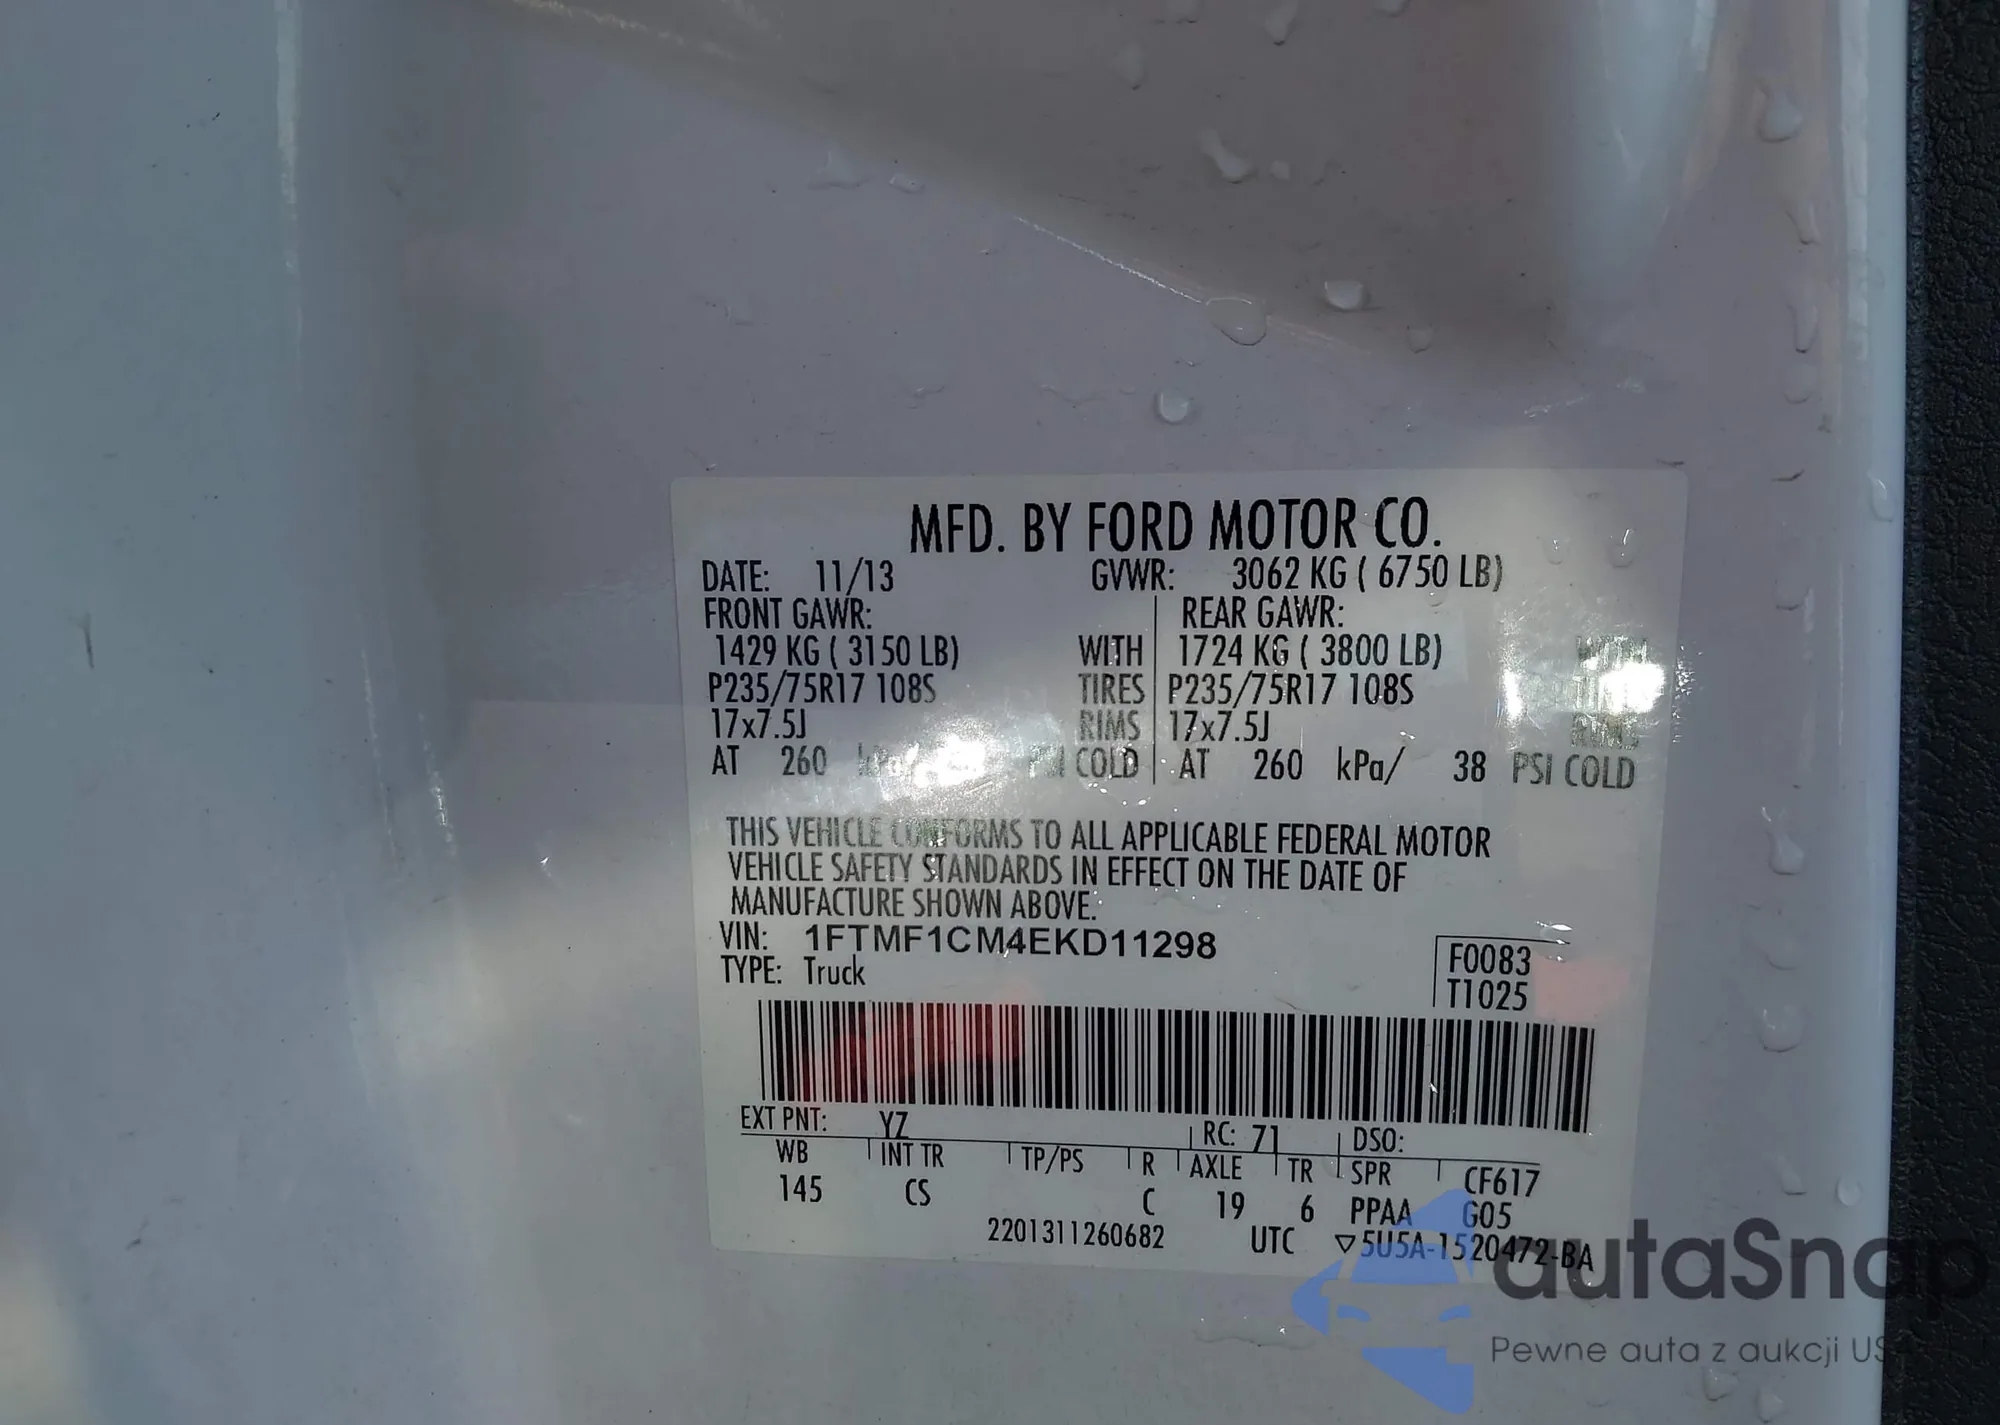 MFD. BY FORD MOTOR CO.
DATE: 11/13 GVWR: 3062 KG ( 6750 LB)
FRONT GAWR: REAR GAWR:
1429 KG ( 3150 LB) WITH 1724 KG ( 3800 LB) WITH
P235/75R17 108S TIRES P235/75R17 108S
17x7.5J RIMS 17x7.5J RIMS
AT 260 kPa/ PSI COLD AT 260 kPa/ 38 PSI COLD
THIS VEHICLE CONFORMS TO ALL APPLICABLE FEDERAL MOTOR
VEHICLE SAFETY STANDARDS IN EFFECT ON THE DATE OF
MANUFACTURE SHOWN ABOVE.
VIN: 1FTMF1CM4EKD11298
TYPE: Truck
F0083
T1025
EXT PNT: YZ RC: 71 DSO:
WB INT TR TP/PS R AXLE TR SPR CF617
145 CS C 19 6 PPAA G05
2201311260682 UTC ▽5U5A-1520472-BA
autaSnap
Pewne auta z aukcji